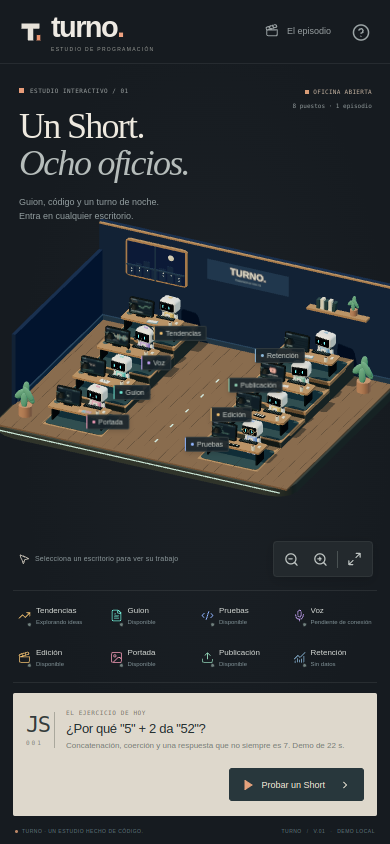 turno.
ESTUDIO DE PROGRAMACIÓN
El episodio
ESTUDIO INTERACTIVO / 01
OFICINA ABIERTA
8 puestos · 1 episodio
Un Short.
Ocho oficios.
Guion, código y un turno de noche.
Entra en cualquier escritorio.
TURNO.
Tendencias
Voz
Guion
Portada
Retención
Publicación
Edición
Pruebas
Selecciona un escritorio para ver su trabajo
Tendencias
Explorando ideas
Guion
Disponible
Pruebas
Disponible
Voz
Pendiente de conexión
Edición
Disponible
Portada
Disponible
Publicación
Disponible
Retención
Sin datos
JS
001
EL EJERCICIO DE HOY
¿Por qué "5" + 2 da "52"?
Concatenación, coerción y una respuesta que no siempre es 7. Demo de 22 s.
Probar un Short
TURNO · UN ESTUDIO HECHO DE CÓDIGO.
TURNO / V.01 DEMO LOCAL